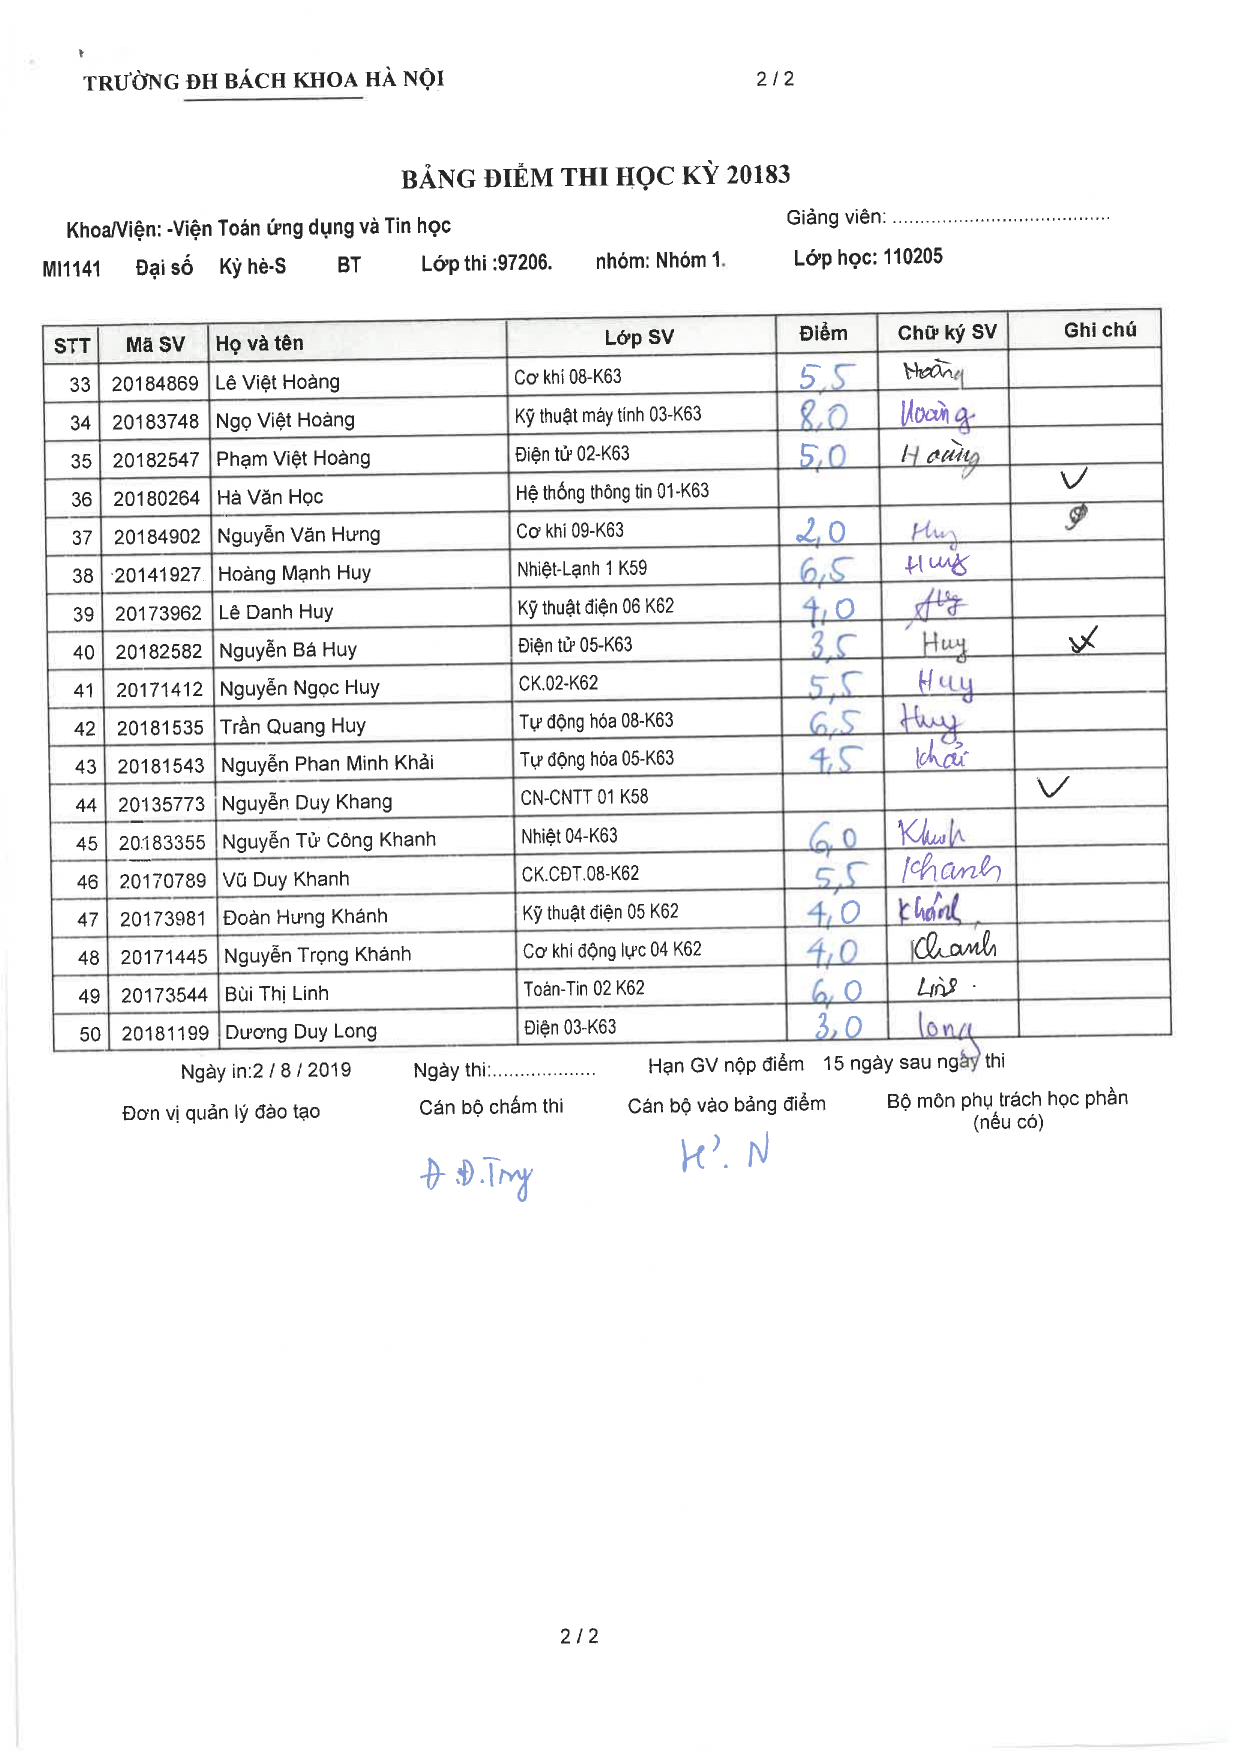 TRƯỜNG ĐH BÁCH KHOA HÀ NỘI 2 / 2
BẢNG ĐIỂM THI HỌC KỲ 20183
Khoa/Viện: -Viện Toán ứng dụng và Tin học Giảng viên: ......................................
MI1141 Đại số Kỳ hè-S BT Lớp thi :97206. nhóm: Nhóm 1. Lớp học: 110205
STT Mã SV Họ và tên Lớp SV Điểm Chữ ký SV Ghi chú
33 20184869 Lê Việt Hoàng Cơ khí 08-K63 5,5 Hoàng
34 20183748 Ngọ Việt Hoàng Kỹ thuật máy tính 03-K63 8,0 Hoàng
35 20182547 Phạm Việt Hoàng Điện tử 02-K63 5,0 Hoàng
36 20180264 Hà Văn Học Hệ thống thông tin 01-K63 V
37 20184902 Nguyễn Văn Hưng Cơ khí 09-K63 2,0
38 20141927 Hoàng Mạnh Huy Nhiệt-Lạnh 1 K59 6,5
39 20173962 Lê Danh Huy Kỹ thuật điện 06 K62 4,0
40 20182582 Nguyễn Bá Huy Điện tử 05-K63 3,5 Huy
41 20171412 Nguyễn Ngọc Huy CK.02-K62 5,5 Huy
42 20181535 Trần Quang Huy Tự động hóa 08-K63 6,5 Huy
43 20181543 Nguyễn Phan Minh Khải Tự động hóa 05-K63 4,5 Khải
44 20135773 Nguyễn Duy Khang CN-CNTT 01 K58 V
45 20183355 Nguyễn Tử Công Khanh Nhiệt 04-K63 6,0 Khanh
46 20170789 Vũ Duy Khanh CK.CĐT.08-K62 5,5 Khanh
47 20173981 Đoàn Hưng Khánh Kỹ thuật điện 05 K62 4,0 Khánh
48 20171445 Nguyễn Trọng Khánh Cơ khí động lực 04 K62 4,0 Khanh
49 20173544 Bùi Thị Linh Toán-Tin 02 K62 6,0
50 20181199 Dương Duy Long Điện 03-K63 3,0 long
Ngày in:2 / 8 / 2019 Ngày thi:................... Hạn GV nộp điểm 15 ngày sau ngày thi
Đơn vị quản lý đào tạo Cán bộ chấm thi Cán bộ vào bảng điểm Bộ môn phụ trách học phần
(nếu có)
2 / 2